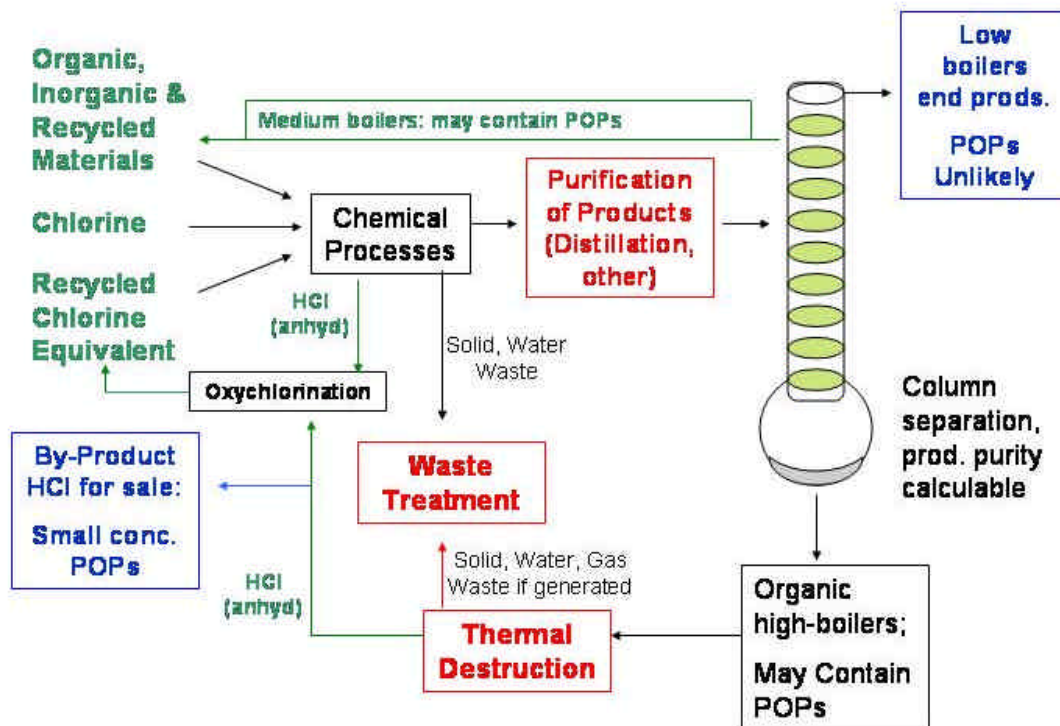 Organic,
Inorganic &
Recycled
Materials
Chlorine
Recycled
Chlorine
Equivalent
Medium boilers: may contain POPs
Chemical
Processes
Purification
of Products
(Distillation,
other)
Low
boilers
end prods.
POPs
Unlikely
HCl
(anhyd)
Solid, Water
Waste
Oxychlorination
Column
separation,
prod. purity
calculable
By-Product
HCl for sale:
Small conc.
POPs
Waste
Treatment
Solid, Water, Gas
Waste if generated
HCl
(anhyd)
Thermal
Destruction
Organic
high-boilers;
May Contain
POPs